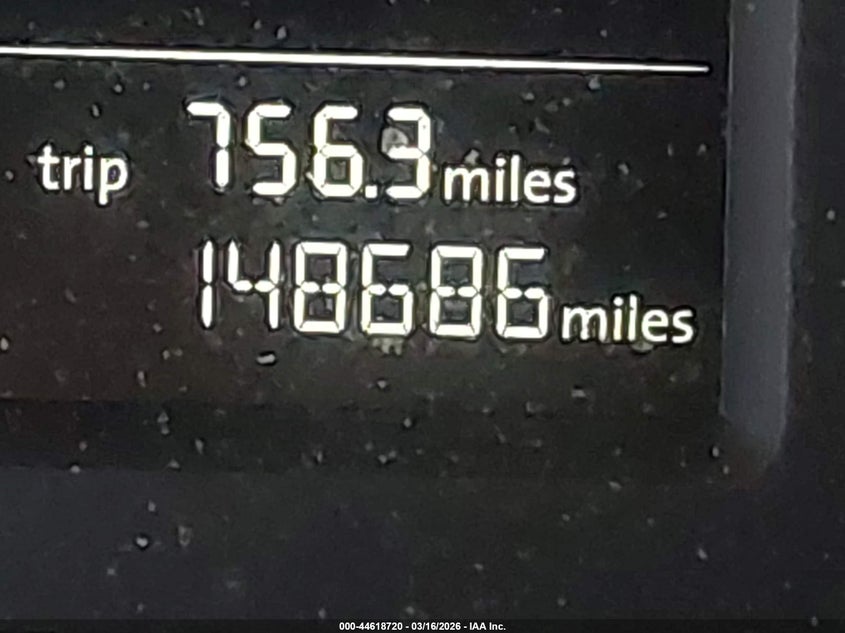 trip 756.3 miles
148686 miles
000-44618720 - 03/16/2026 - IAA Inc.